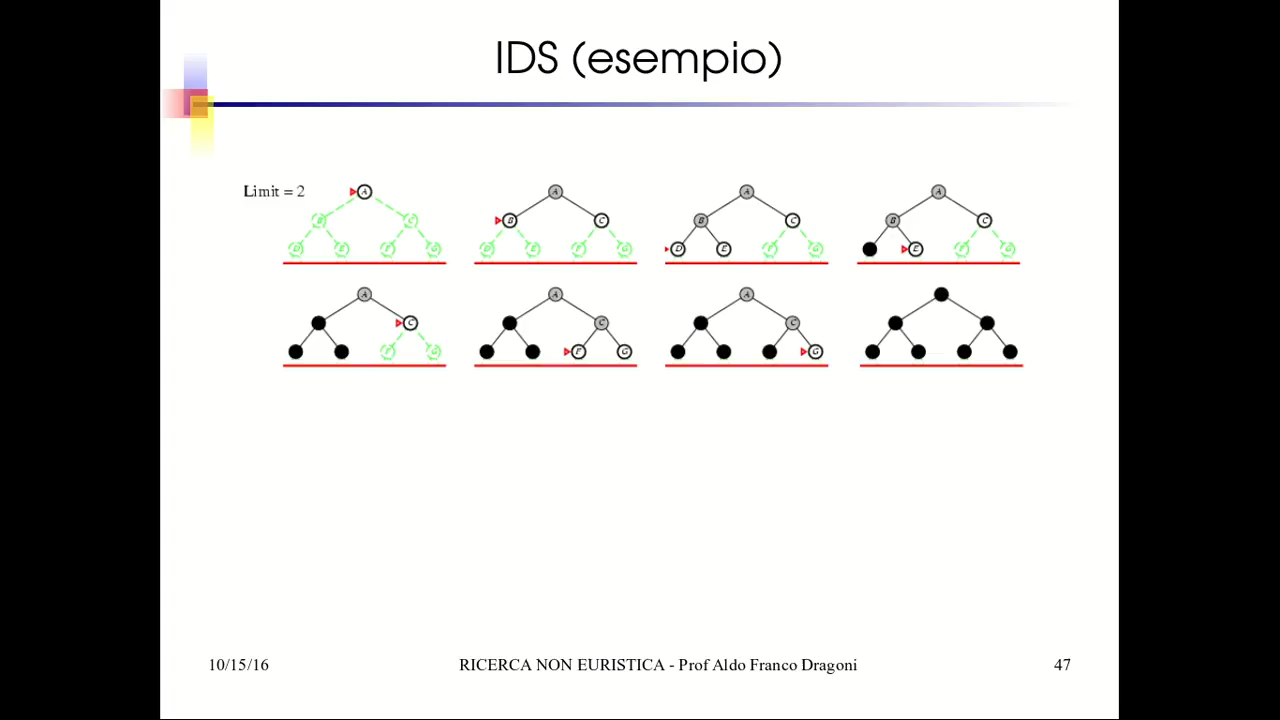 IDS (esempio)
Limit = 2
A
B C
D E F G
A
B C
D E F G
A
B C
D E F G
A
B C
E F G
A
C
F G
A
C
F G
A
C
G
10/15/16 RICERCA NON EURISTICA - Prof Aldo Franco Dragoni 47